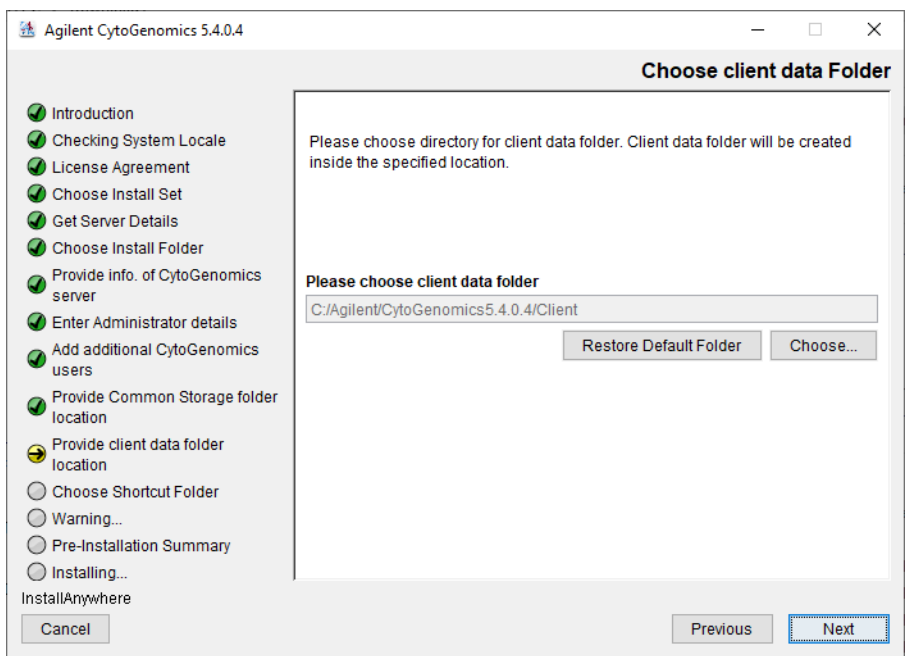 Agilent CytoGenomics 5.4.0.4
Choose client data Folder
Introduction
Checking System Locale
License Agreement
Choose Install Set
Get Server Details
Choose Install Folder
Provide info. of CytoGenomics
server
Enter Administrator details
Add additional CytoGenomics
users
Provide Common Storage folder
location
Provide client data folder
location
Choose Shortcut Folder
Warning...
Pre-Installation Summary
Installing...
Please choose directory for client data folder. Client data folder will be created
inside the specified location.
Please choose client data folder
C:/Agilent/CytoGenomics5.4.0.4/Client
Restore Default Folder
Choose...
InstallAnywhere
Cancel
Previous
Next